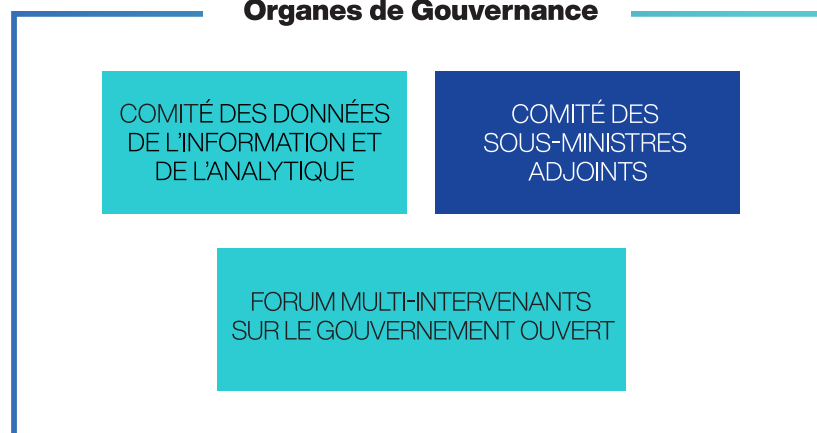 Organes de Gouvernance
COMITÉ DES DONNÉES
DE L'INFORMATION ET
DE L'ANALYTIQUE
COMITÉ DES
SOUS-MINISTRES
ADJOINTS
FORUM MULTI-INTERVENANTS
SUR LE GOUVERNEMENT OUVERT